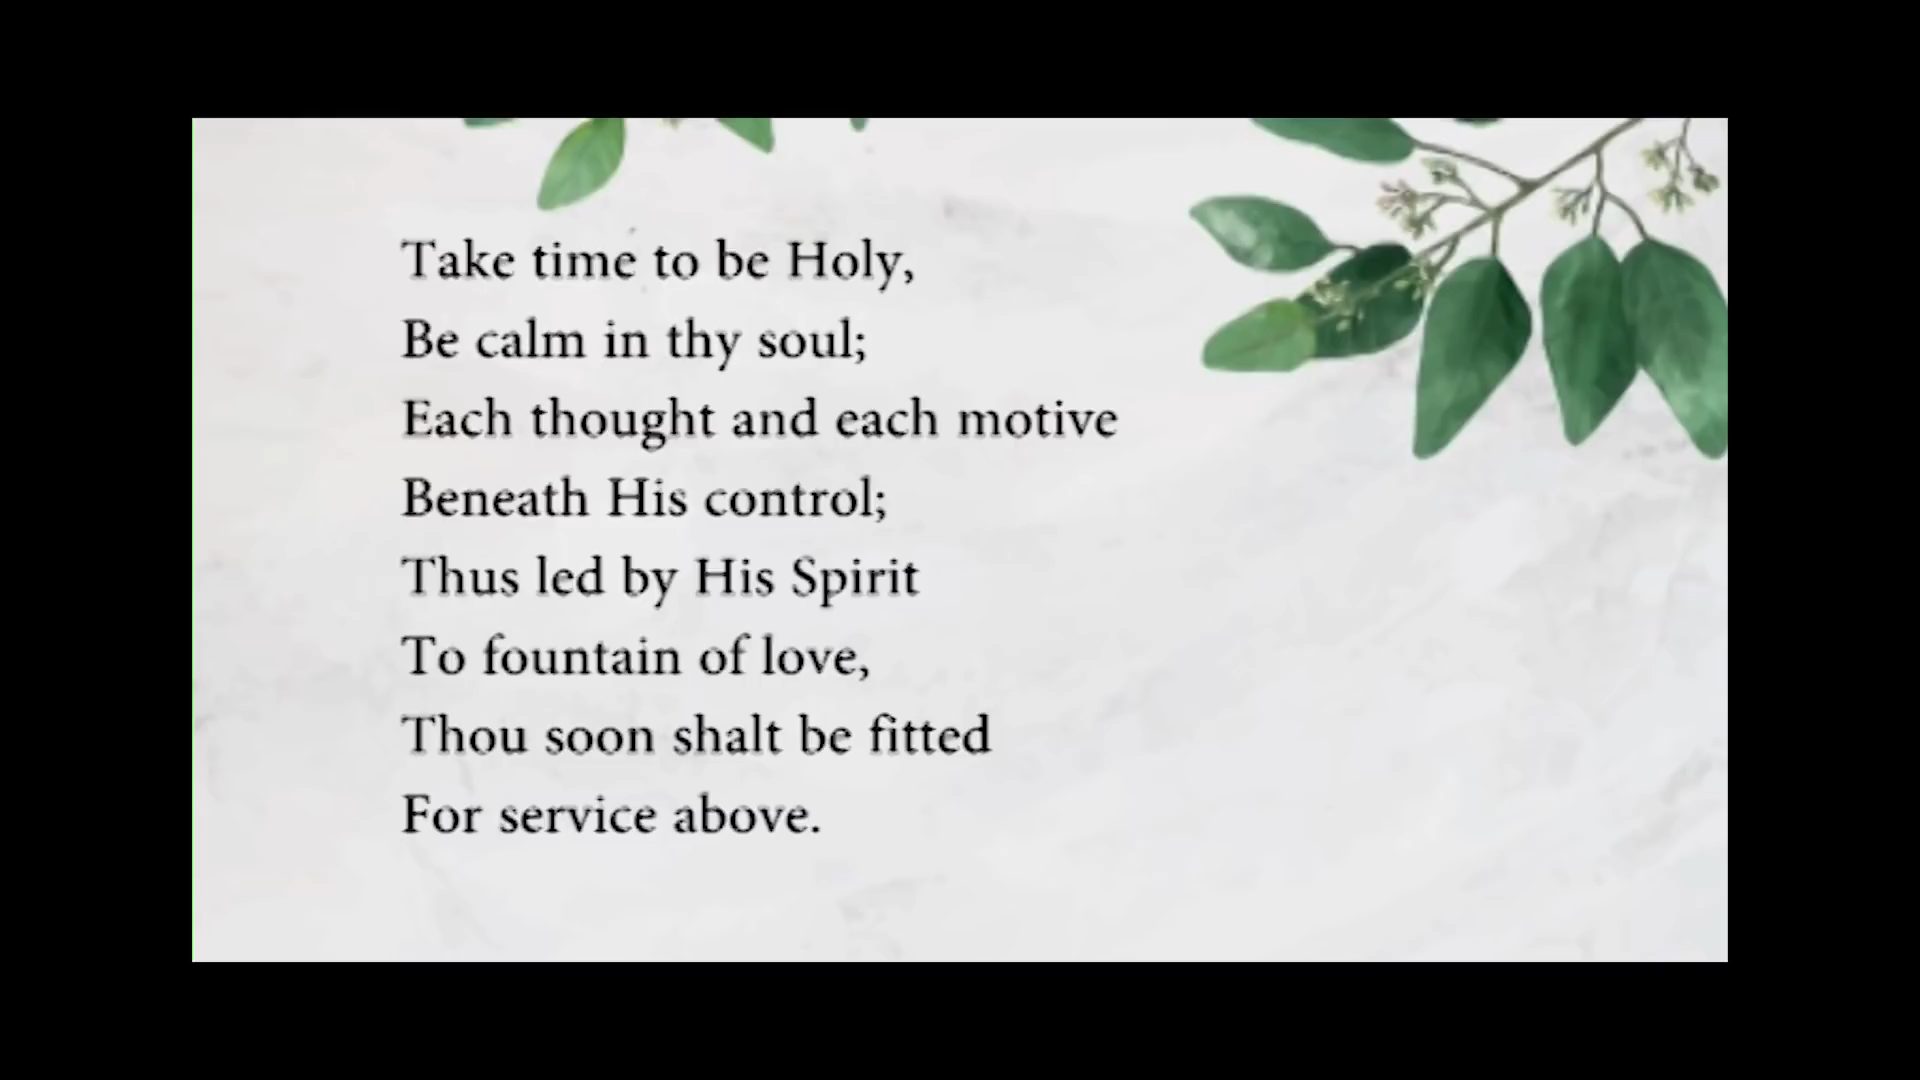 Take time to be Holy,
Be calm in thy soul;
Each thought and each motive
Beneath His control;
Thus led by His Spirit
To fountain of love,
Thou soon shalt be fitted
For service above.